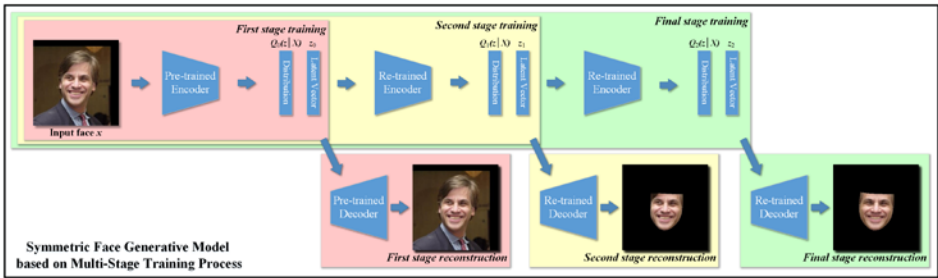 First stage training
Second stage training
Final stage training
Q₀(z|X) z₀
Q₁(z|X) z₁
Q₂(z|X) z₂
Pre-trained
Encoder
Distribution
Latent Vector
Re-trained
Encoder
Distribution
Latent Vector
Re-trained
Encoder
Distribution
Latent Vector
Input face x
Pre-trained
Decoder
Re-trained
Decoder
Re-trained
Decoder
First stage reconstruction
Second stage reconstruction
Final stage reconstruction
Symmetric Face Generative Model
based on Multi-Stage Training Process